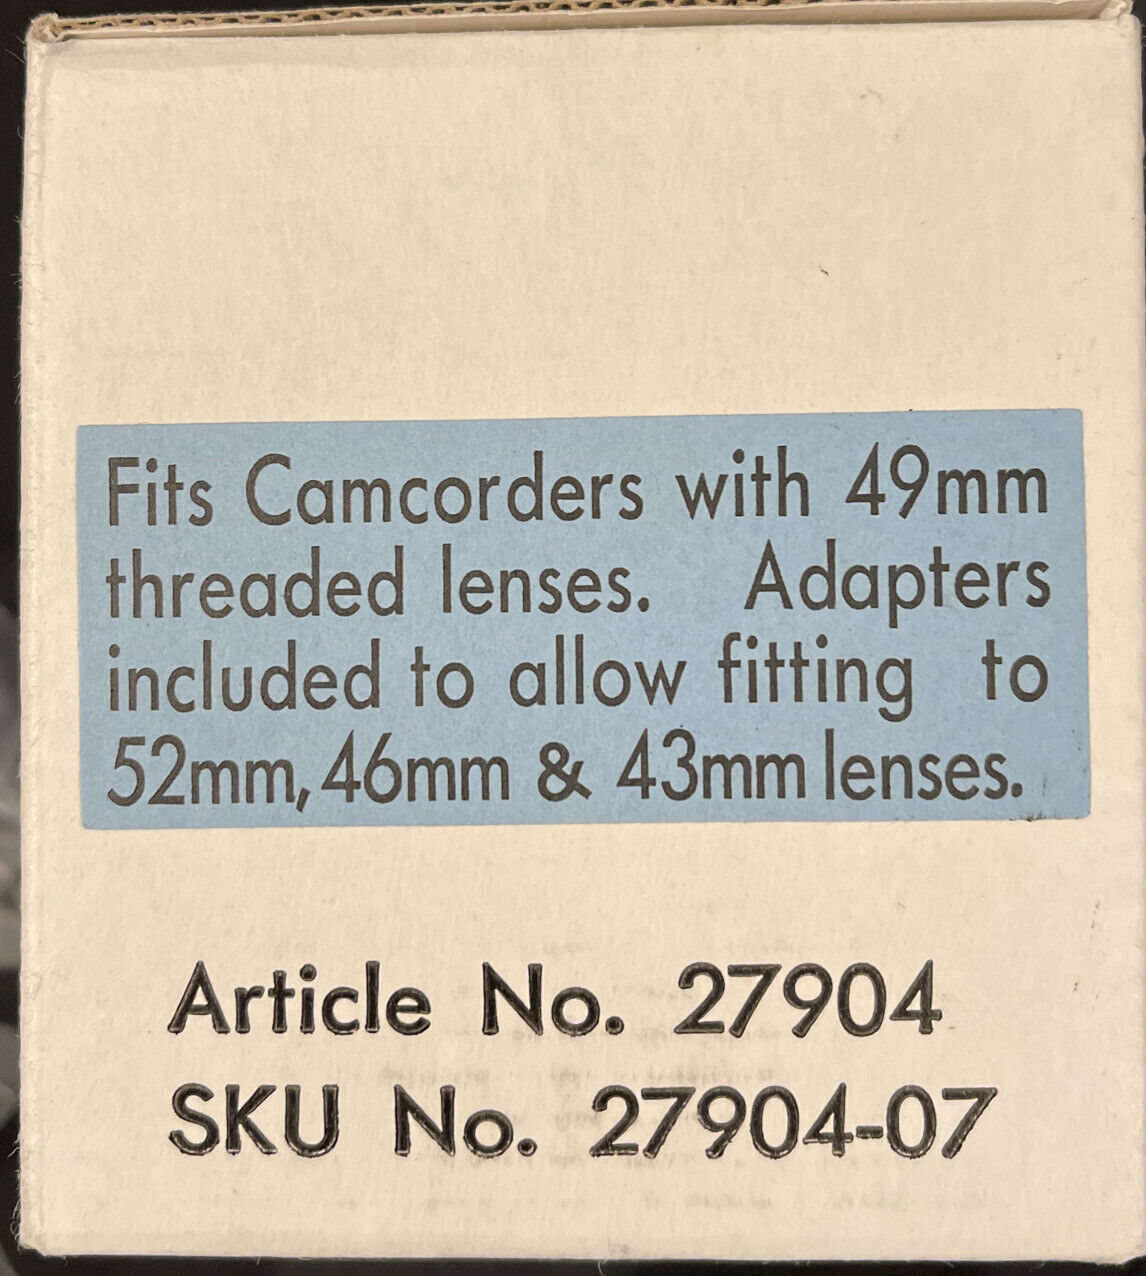 Fits Camcorders with 49mm
threaded lenses. Adapters
included to allow fitting to
52mm, 46mm & 43mm lenses.
Article No. 27904
SKU No. 27904-07